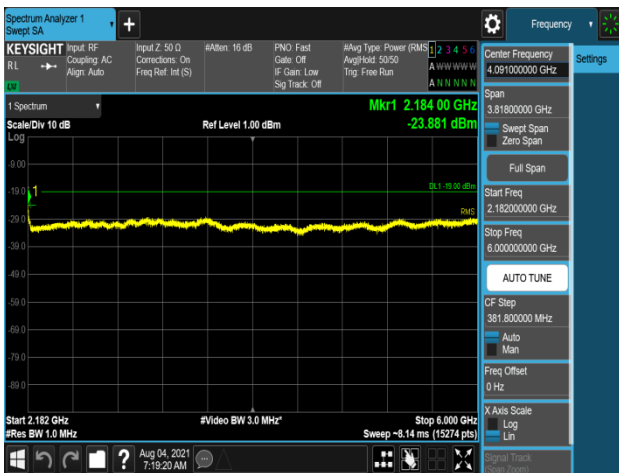 Spectrum Analyzer 1
Swept SA
+
Frequency
KEYSIGHT
RL
Input: RF
Coupling: AC
Align: Auto
Input Z: 50 Ω
Corrections: On
Freq Ref: Int (S)
#Atten: 16 dB
PNO: Fast
Gate: Off
IF Gain: Low
Sig Track: Off
#Avg Type: Power (RMS
Avg|Hold: 50/50
Trig: Free Run
1 2 3 4 5 6
A W W W W W
A N N N N N
1 Spectrum
Scale/Div 10 dB
Log
Ref Level 1.00 dBm
Mkr1 2.184 00 GHz
-23.881 dBm
-9.00
-19.0
-29.0
-39.0
-49.0
-59.0
-69.0
-79.0
-89.0
1
DL1 -19.00 dBm
RMS
Start 2.182 GHz
#Res BW 1.0 MHz
#Video BW 3.0 MHz*
Stop 6.000 GHz
Sweep ~8.14 ms (15274 pts)
Center Frequency
4.091000000 GHz
Settings
Span
3.81800000 GHz
Swept Span
Zero Span
Full Span
Start Freq
2.182000000 GHz
Stop Freq
6.000000000 GHz
AUTO TUNE
CF Step
381.800000 MHz
Auto
Man
Freq Offset
0 Hz
X Axis Scale
Log
Lin
Signal Track
(Span Zoom)
?
Aug 04, 2021
7:19:20 AM